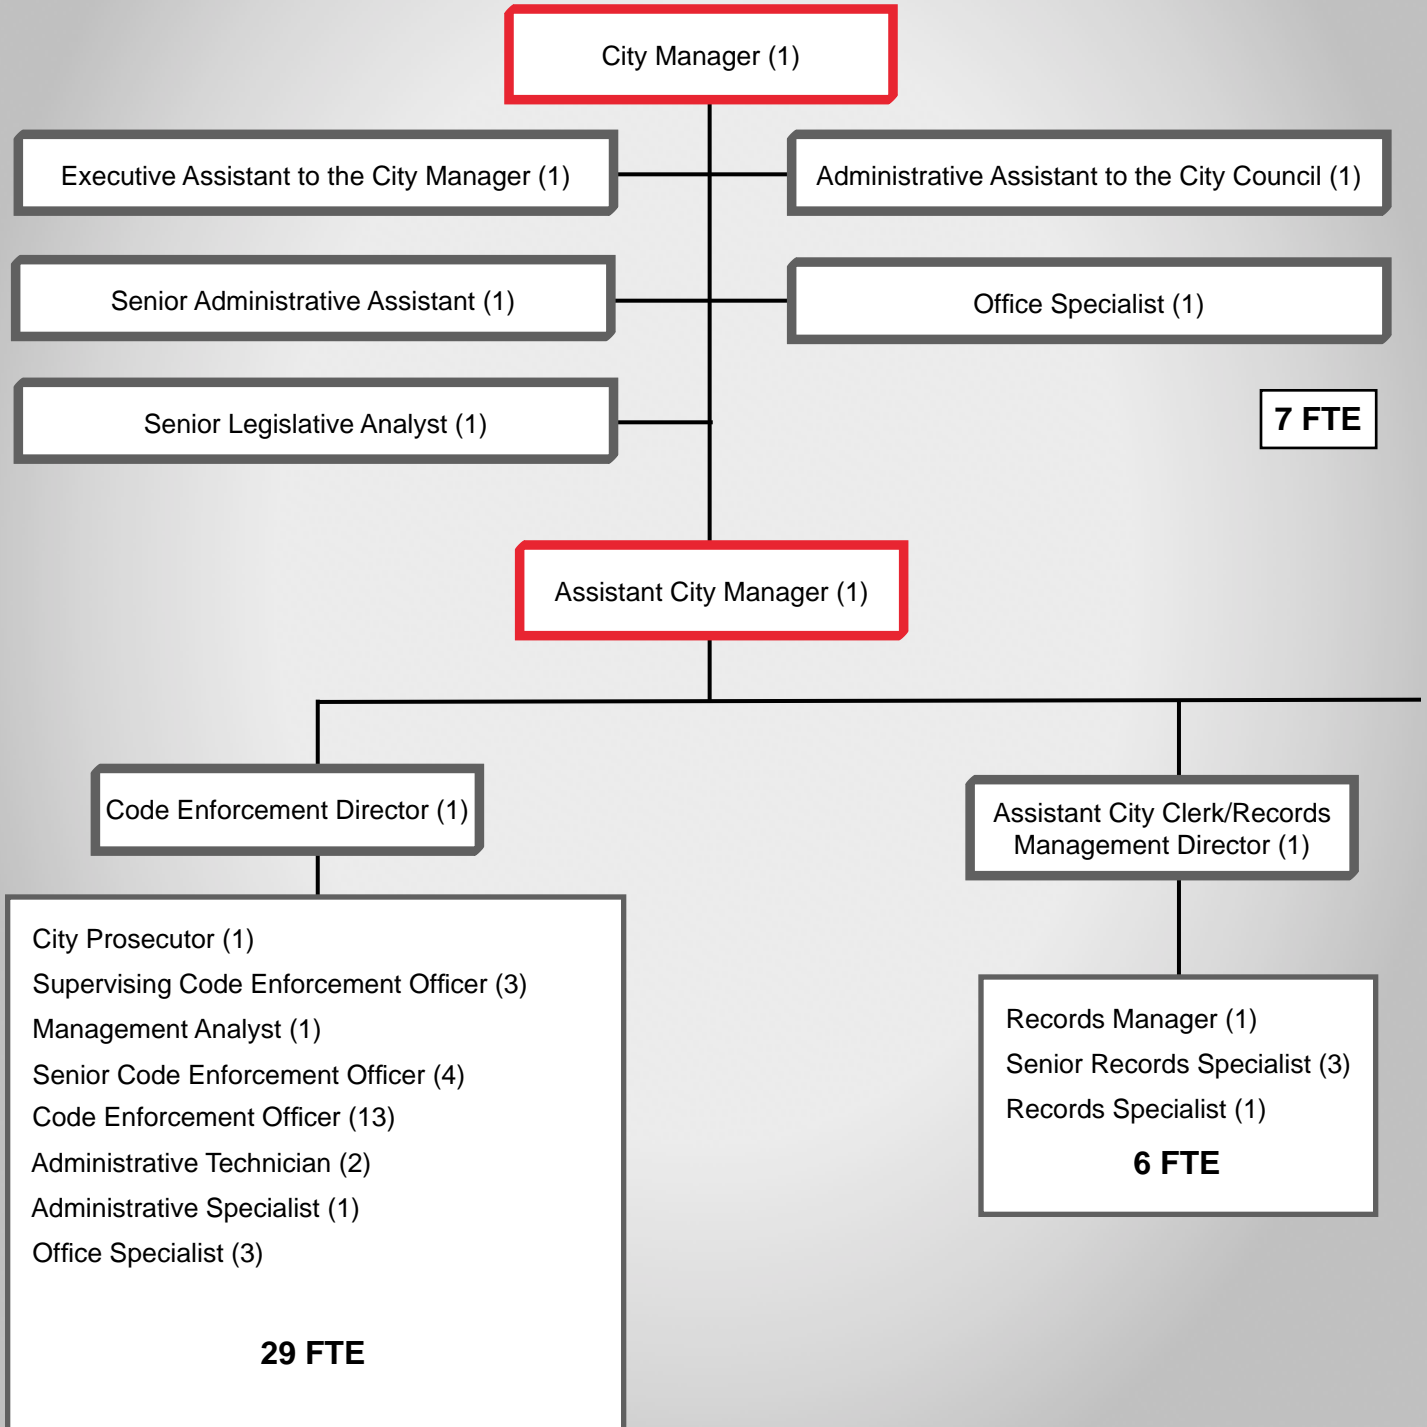 City Manager (1)
Executive Assistant to the City Manager (1)
Administrative Assistant to the City Council (1)
Senior Administrative Assistant (1)
Office Specialist (1)
Senior Legislative Analyst (1)
7 FTE
Assistant City Manager (1)
Code Enforcement Director (1)
City Prosecutor (1)
Supervising Code Enforcement Officer (3)
Management Analyst (1)
Senior Code Enforcement Officer (4)
Code Enforcement Officer (13)
Administrative Technician (2)
Administrative Specialist (1)
Office Specialist (3)
29 FTE
Assistant City Clerk/Records
Management Director (1)
Records Manager (1)
Senior Records Specialist (3)
Records Specialist (1)
6 FTE